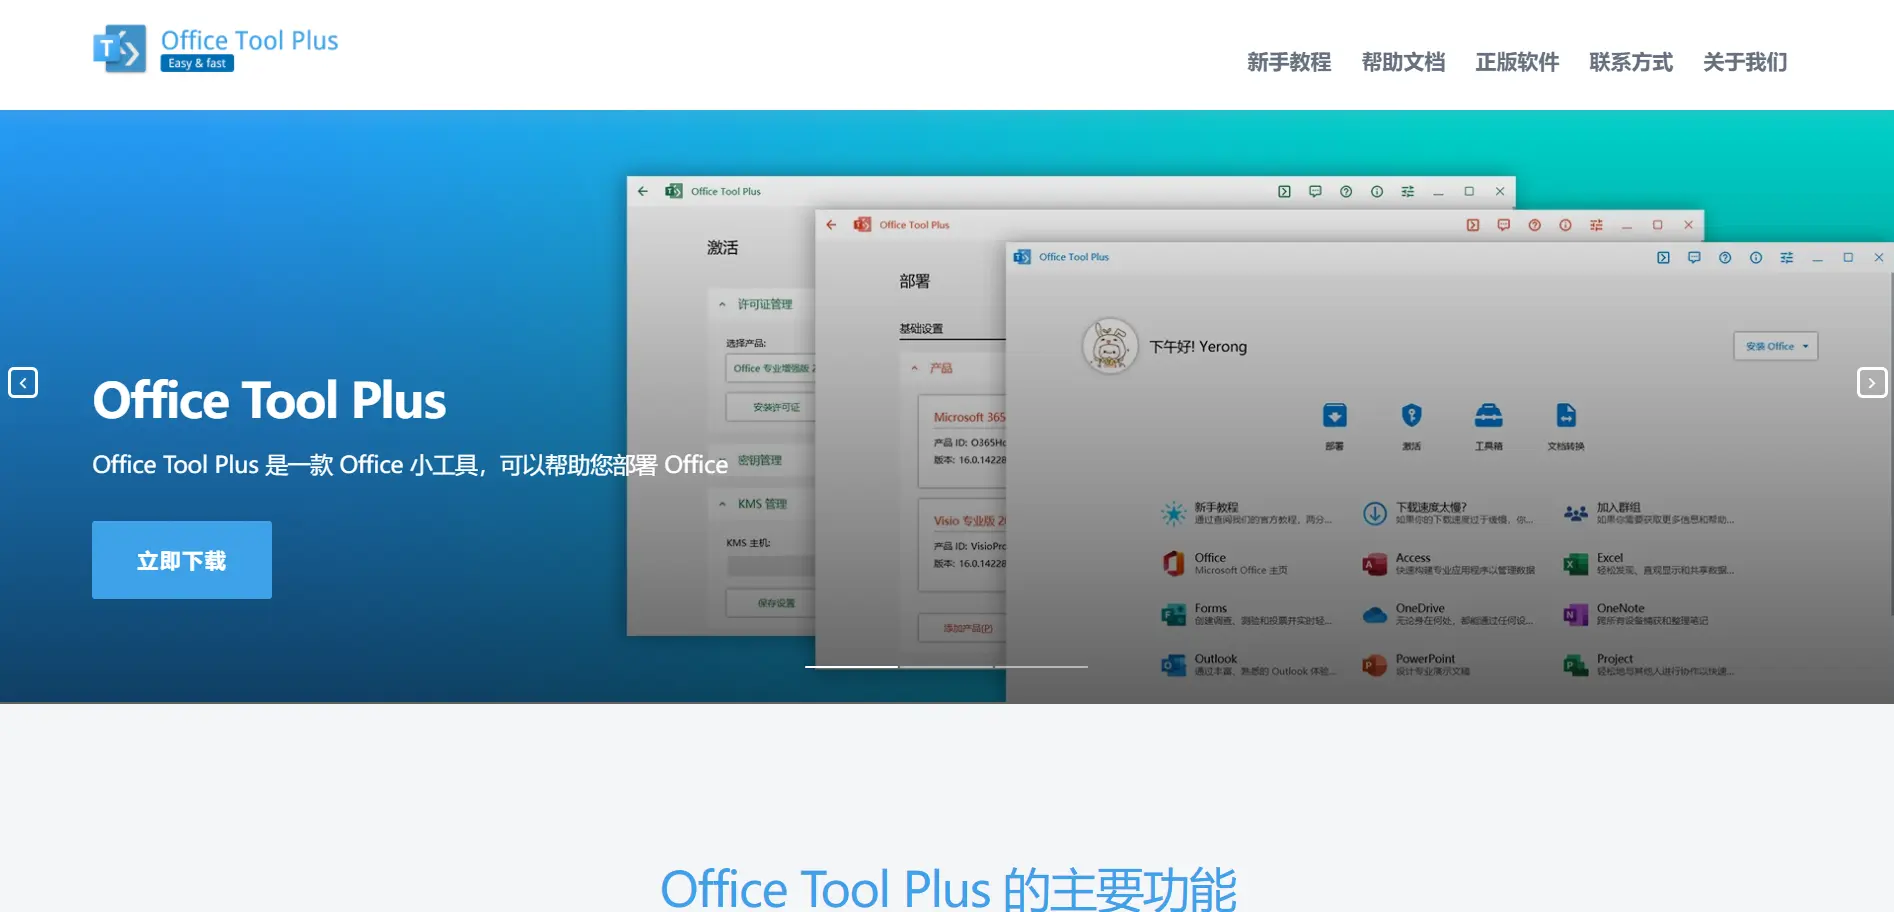 Office Tool Plus
Easy & fast
新手教程 帮助文档 正版软件 联系方式 关于我们
Office Tool Plus
激活
许可证管理
选择产品:
Office 专业增强版
安装许可证
密钥管理
KMS 管理
KMS 主机:
保存设置
Office Tool Plus
部署
基础设置
产品
Microsoft 365
产品 ID: O365Ho
版本: 16.0.14228
Visio 专业版 20
产品 ID: VisioPro
版本: 16.0.14228
添加产品(P)
Office Tool Plus
下午好! Yerong
安装 Office
部署 激活 工具箱 文档转换
新手教程
通过查阅我们的官方教程，两分...
下载速度太慢?
如果你的下载速度过于缓慢，你...
加入群组
如果你需要获取更多信息和帮助...
Office
Microsoft Office 主页
Access
快速构建专业应用程序以管理数据
Excel
轻松发现、直观显示和共享数据...
Forms
创建调查、测验和投票并实时轻...
OneDrive
无论身在何处，都能通过任何设...
OneNote
跨所有设备捕获和整理笔记
Outlook
通过丰富、熟悉的 Outlook 体验...
PowerPoint
设计专业演示文稿
Project
轻松地与其他人进行协作以快速...
Office Tool Plus
Office Tool Plus 是一款 Office 小工具，可以帮助您部署 Office
立即下载
Office Tool Plus 的主要功能